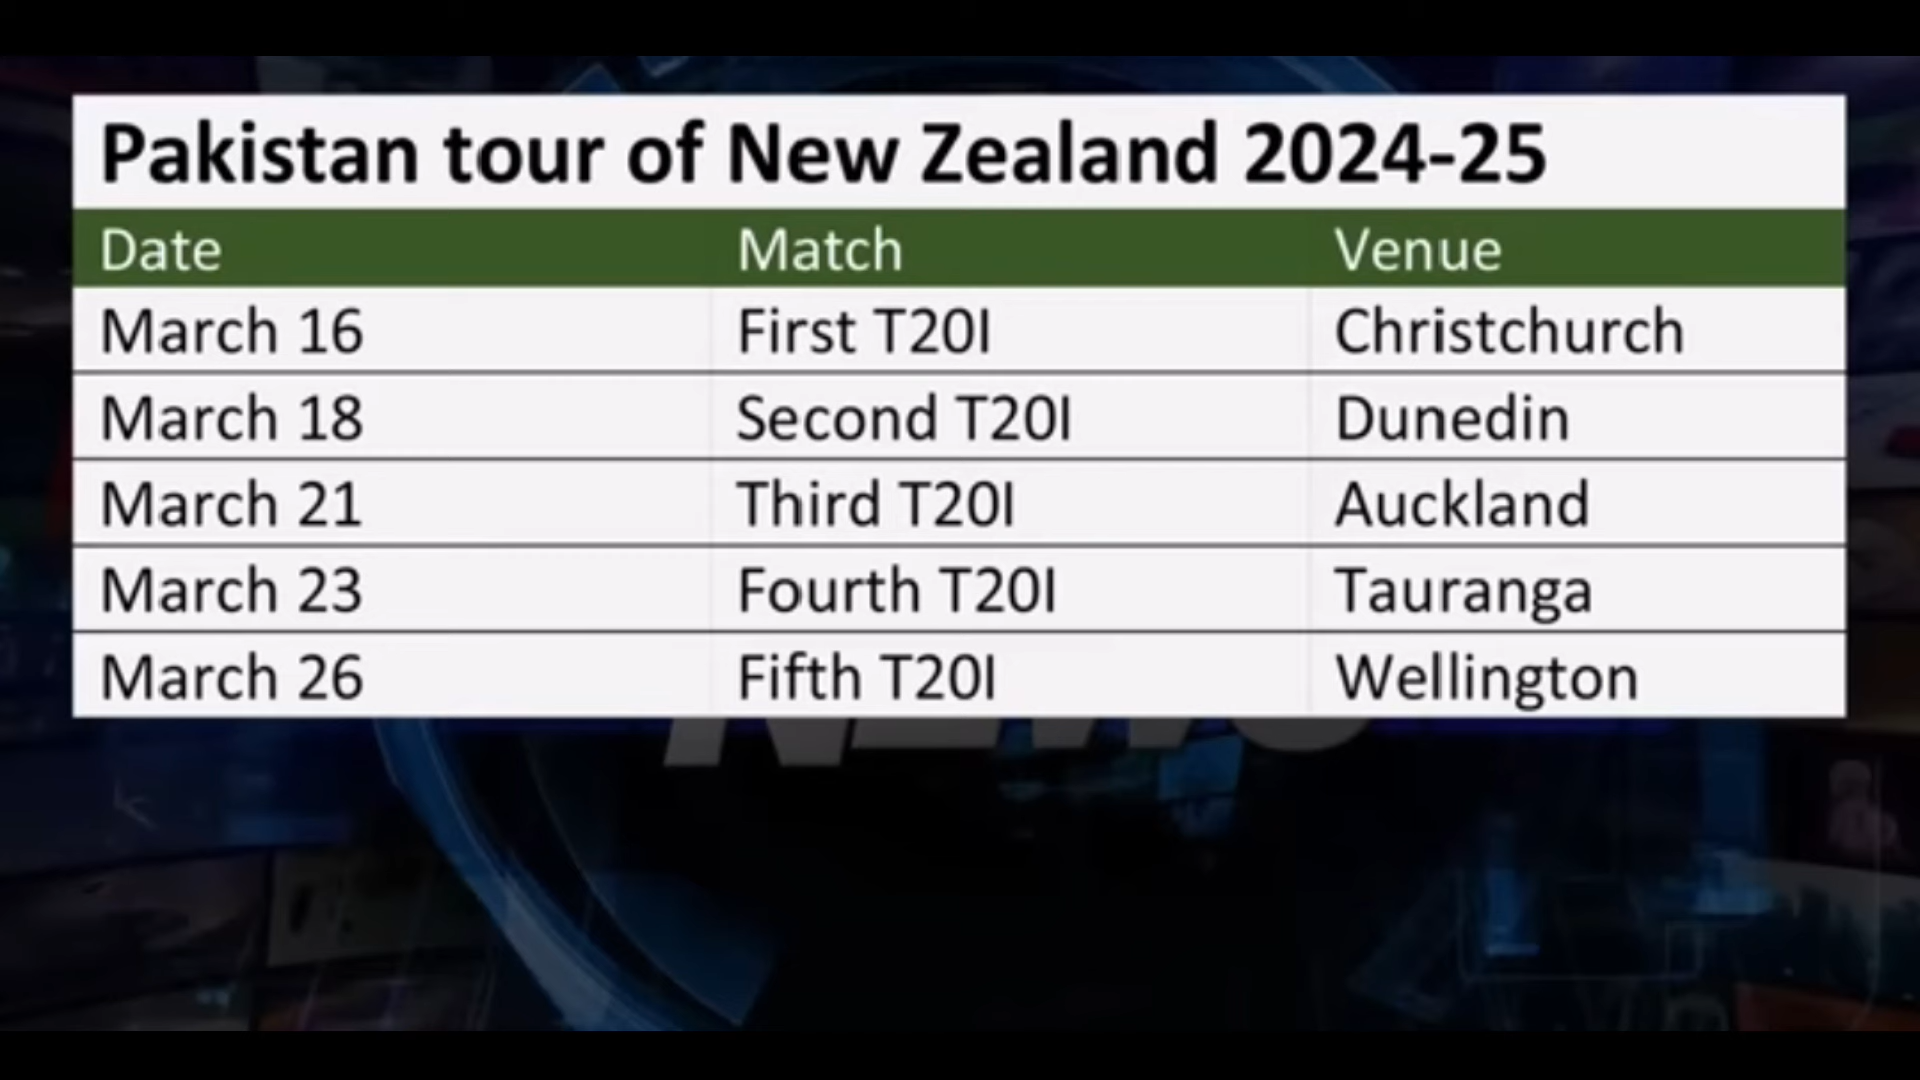 Pakistan tour of New Zealand 2024-25
Date Match Venue
March 16 First T20I Christchurch
March 18 Second T20I Dunedin
March 21 Third T20I Auckland
March 23 Fourth T20I Tauranga
March 26 Fifth T20I Wellington
NEWS